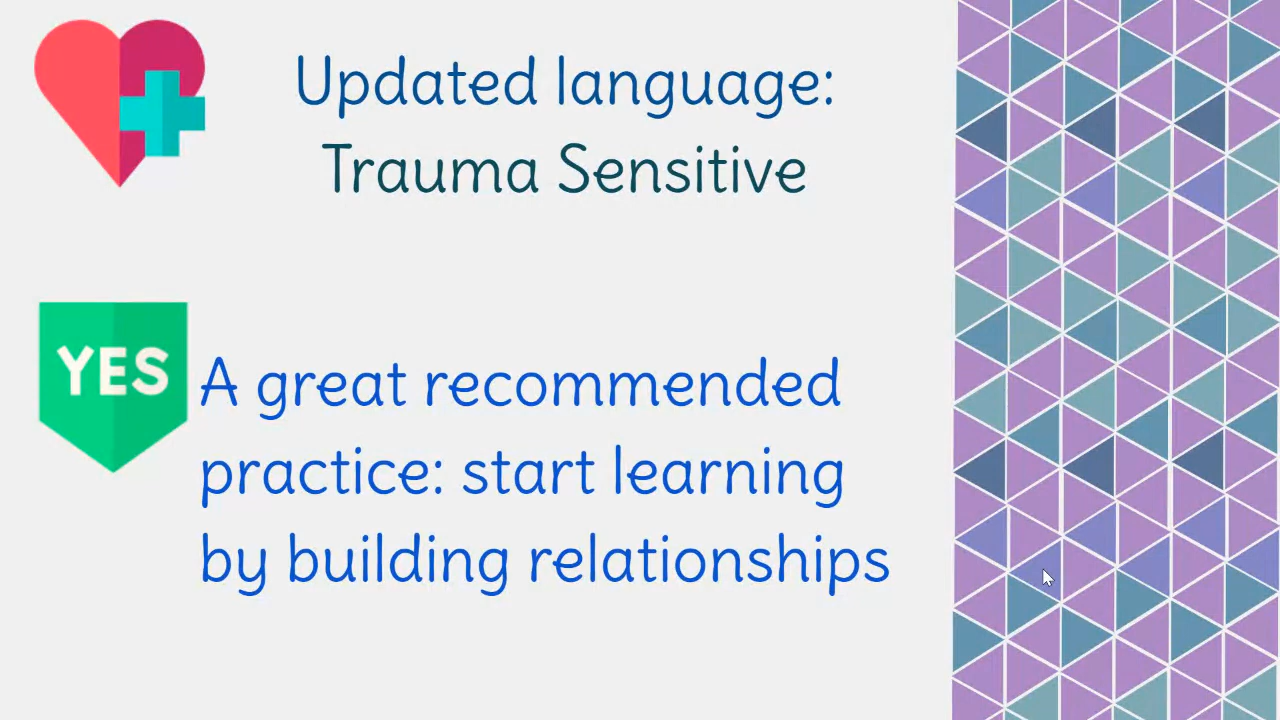 Updated language:
Trauma Sensitive
YES
A great recommended
practice: start learning
by building relationships